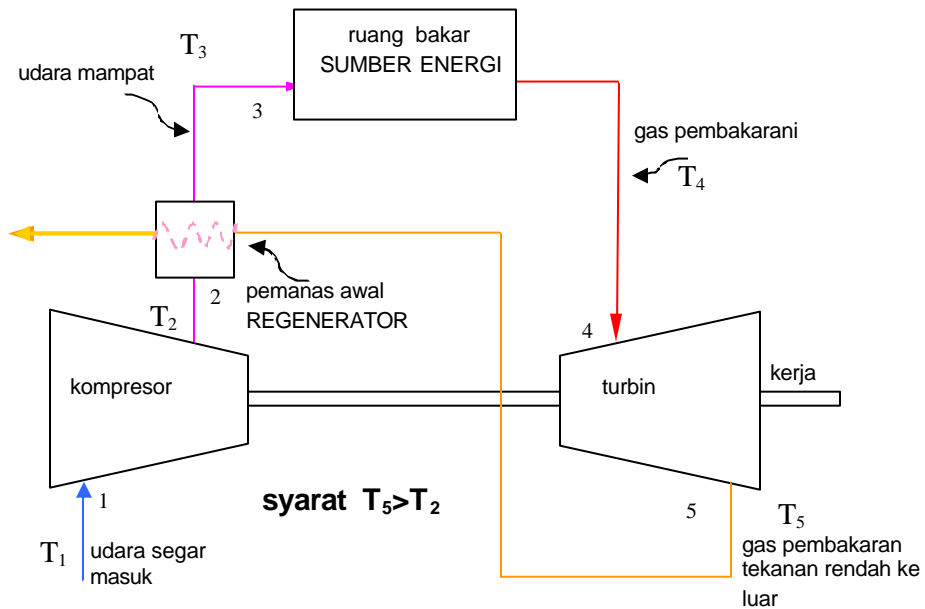 ruang bakar
SUMBER ENERGI
T₃
udara mampat
3
gas pembakarani
T₄
2
pemanas awal
REGENERATOR
T₂
4
kompresor
turbin
kerja
1
syarat T₅>T₂
5
T₅
T₁
udara segar
masuk
gas pembakaran
tekanan rendah ke
luar